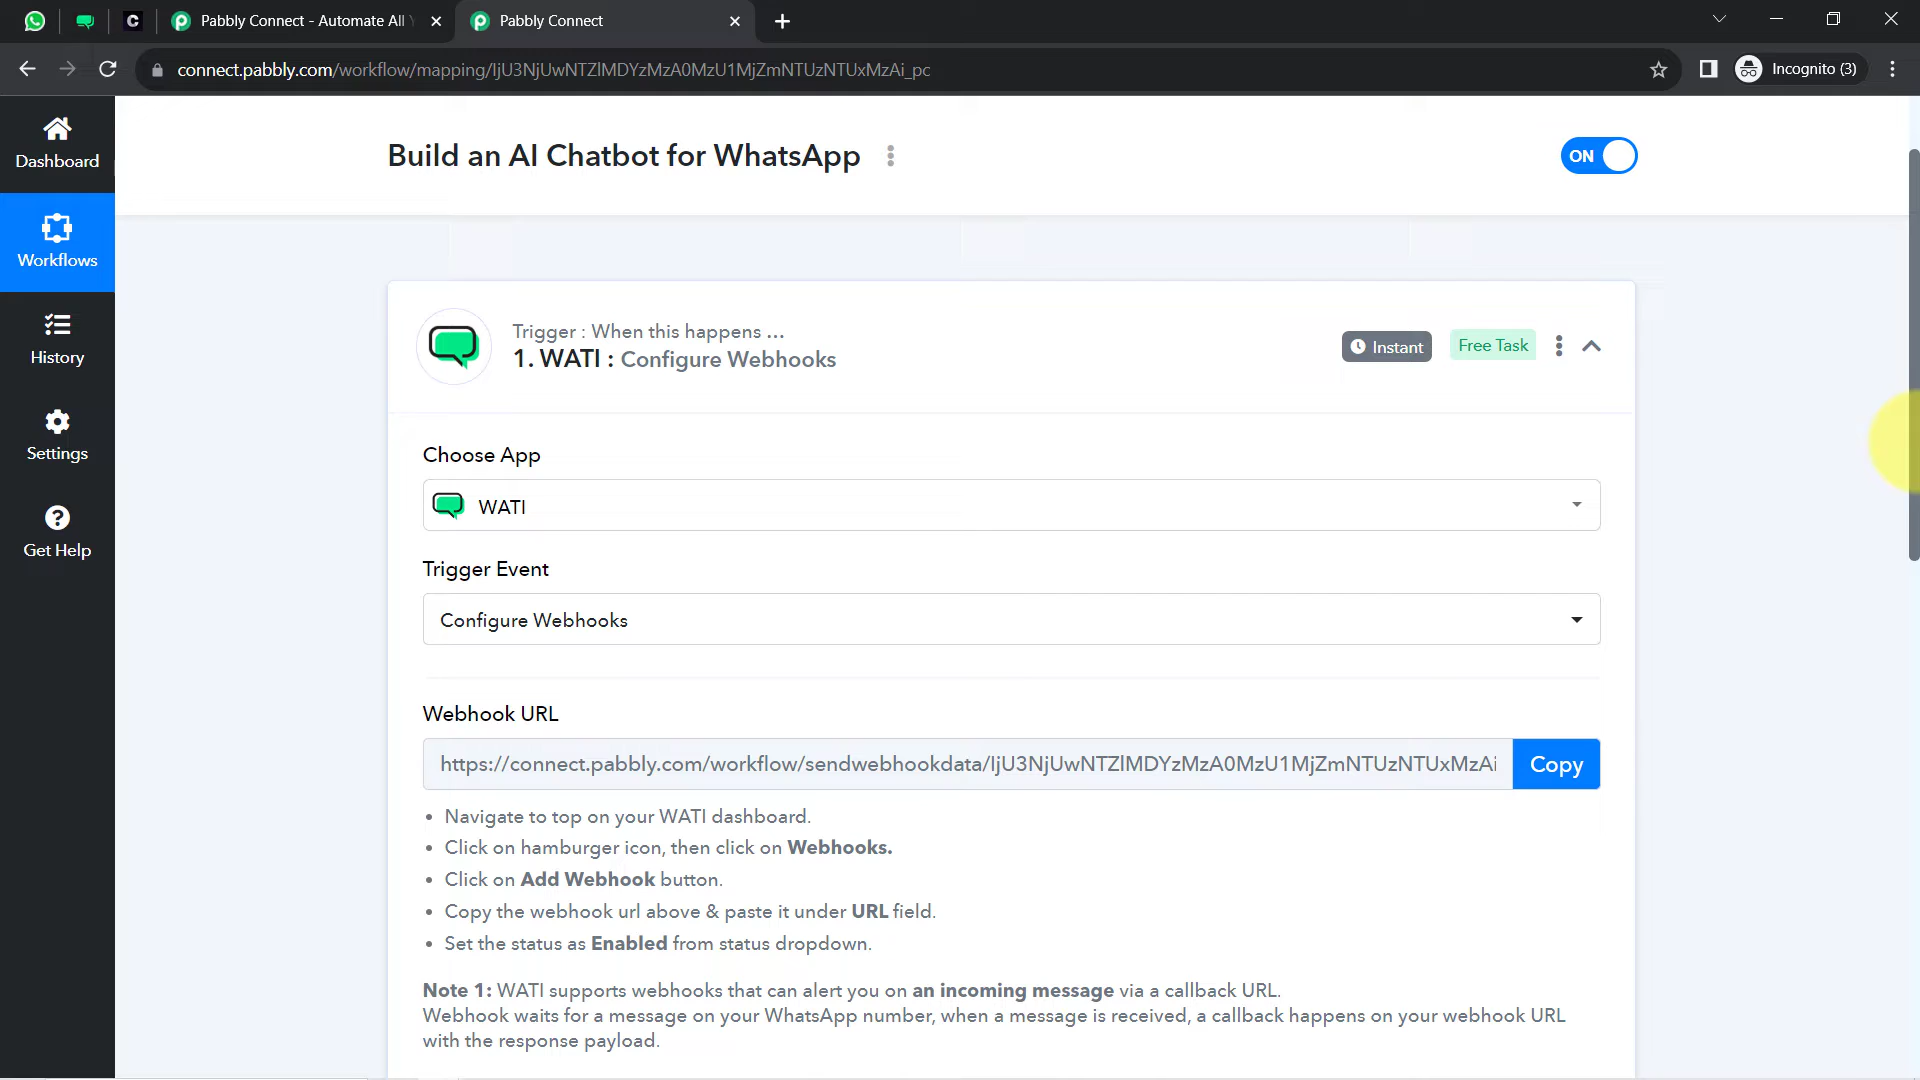 Pabbly Connect - Automate All Y
Pabbly Connect
connect.pabbly.com/workflow/mapping/IjU3NjUwNTZlMDYzMzA0MzU1MjZmNTUzNTUxMzAi_pc
Incognito (3)
Dashboard
Workflows
History
Settings
Get Help
Build an AI Chatbot for WhatsApp
ON
Trigger : When this happens ...
1. WATI : Configure Webhooks
Instant
Free Task
Choose App
WATI
Trigger Event
Configure Webhooks
Webhook URL
https://connect.pabbly.com/workflow/sendwebhookdata/IjU3NjUwNTZlMDYzMzA0MzU1MjZmNTUzNTUxMzAi
Copy
• Navigate to top on your WATI dashboard.
• Click on hamburger icon, then click on Webhooks.
• Click on Add Webhook button.
• Copy the webhook url above & paste it under URL field.
• Set the status as Enabled from status dropdown.
Note 1: WATI supports webhooks that can alert you on an incoming message via a callback URL.
Webhook waits for a message on your WhatsApp number, when a message is received, a callback happens on your webhook URL
with the response payload.